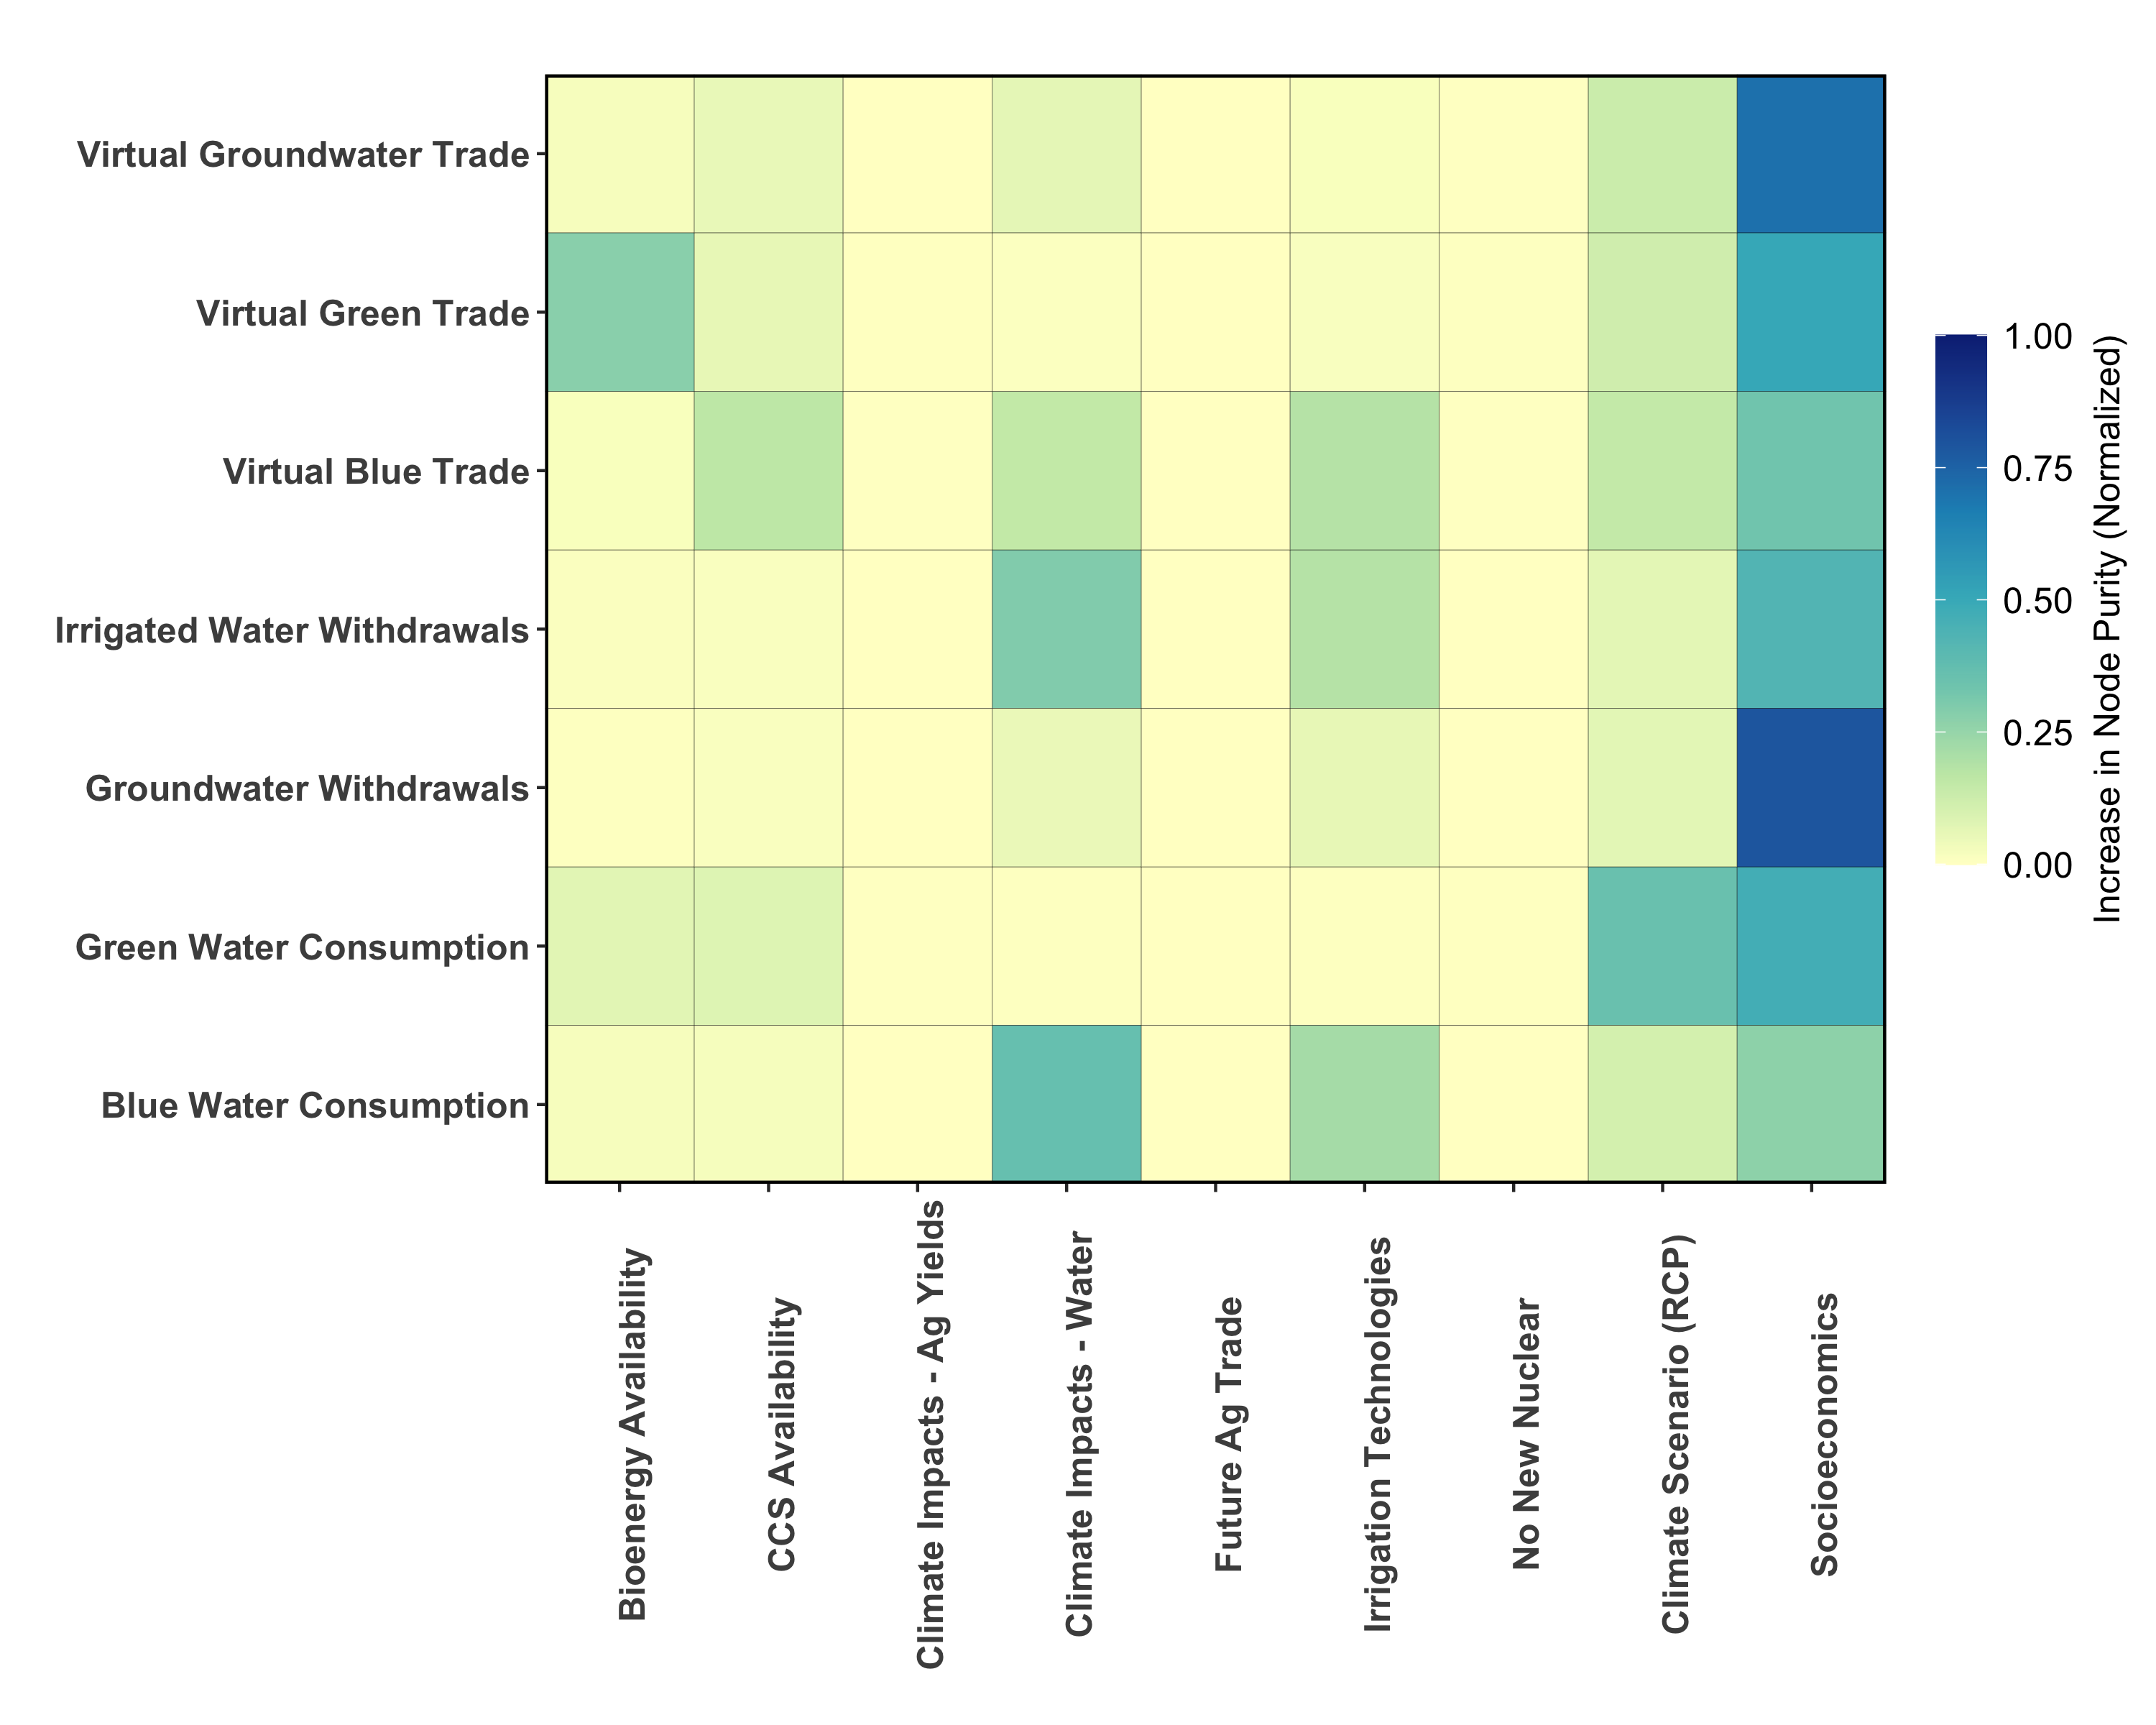 Virtual Groundwater Trade
Virtual Green Trade
Virtual Blue Trade
Irrigated Water Withdrawals
Groundwater Withdrawals
Green Water Consumption
Blue Water Consumption
Bioenergy Availability
CCS Availability
Climate Impacts - Ag Yields
Climate Impacts - Water
Future Ag Trade
Irrigation Technologies
No New Nuclear
Climate Scenario (RCP)
Socioeconomics
1.00
0.75
0.50
0.25
0.00
Increase in Node Purity (Normalized)